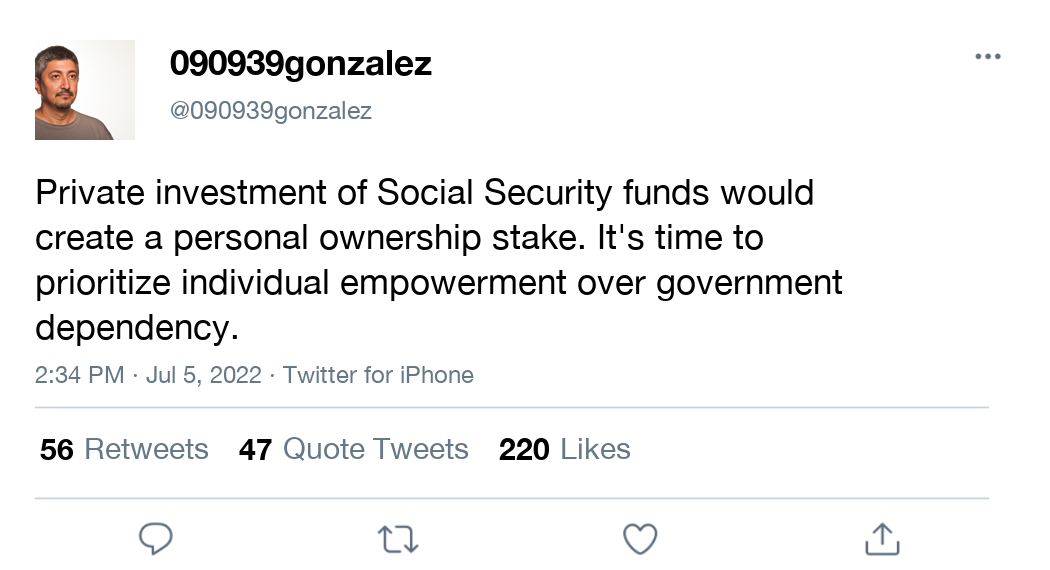 090939gonzalez
@090939gonzalez
Private investment of Social Security funds would
create a personal ownership stake. It's time to
prioritize individual empowerment over government
dependency.
2:34 PM · Jul 5, 2022 · Twitter for iPhone
56 Retweets 47 Quote Tweets 220 Likes